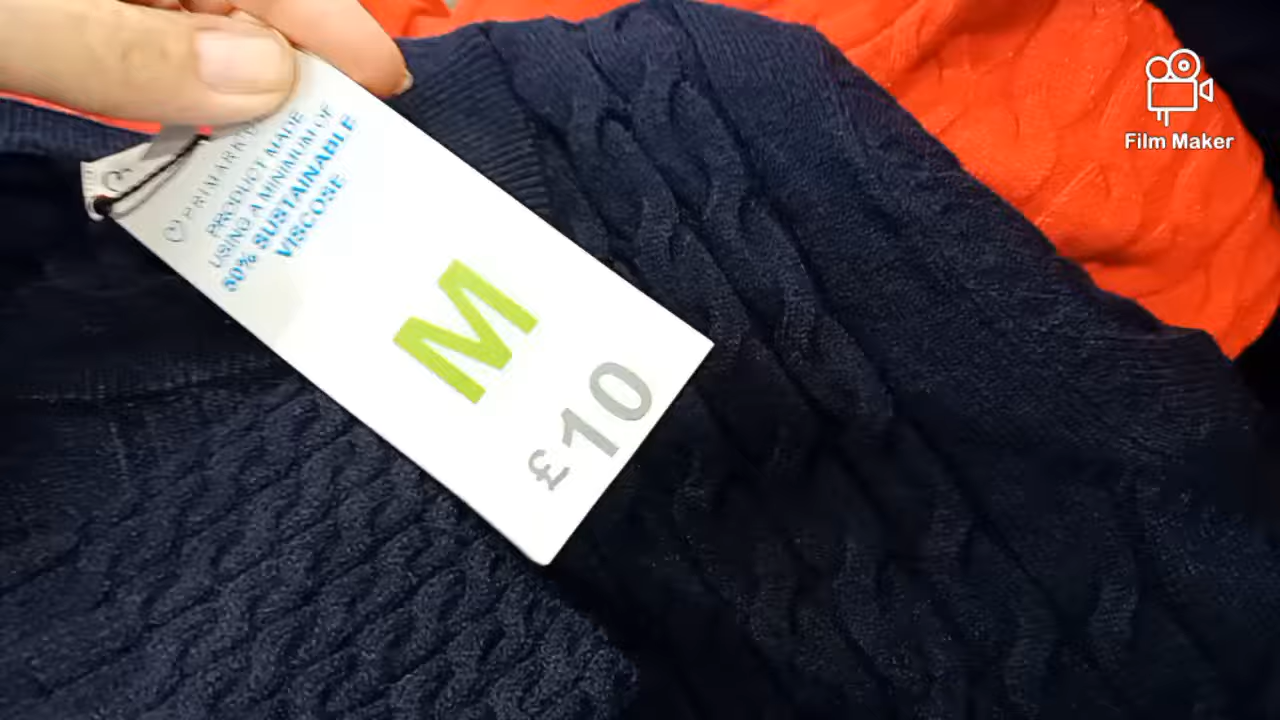 PRIMARK
PRODUCT MADE
USING A MINIMUM OF
50% SUSTAINABLE
VISCOSE
M
£10
Film Maker